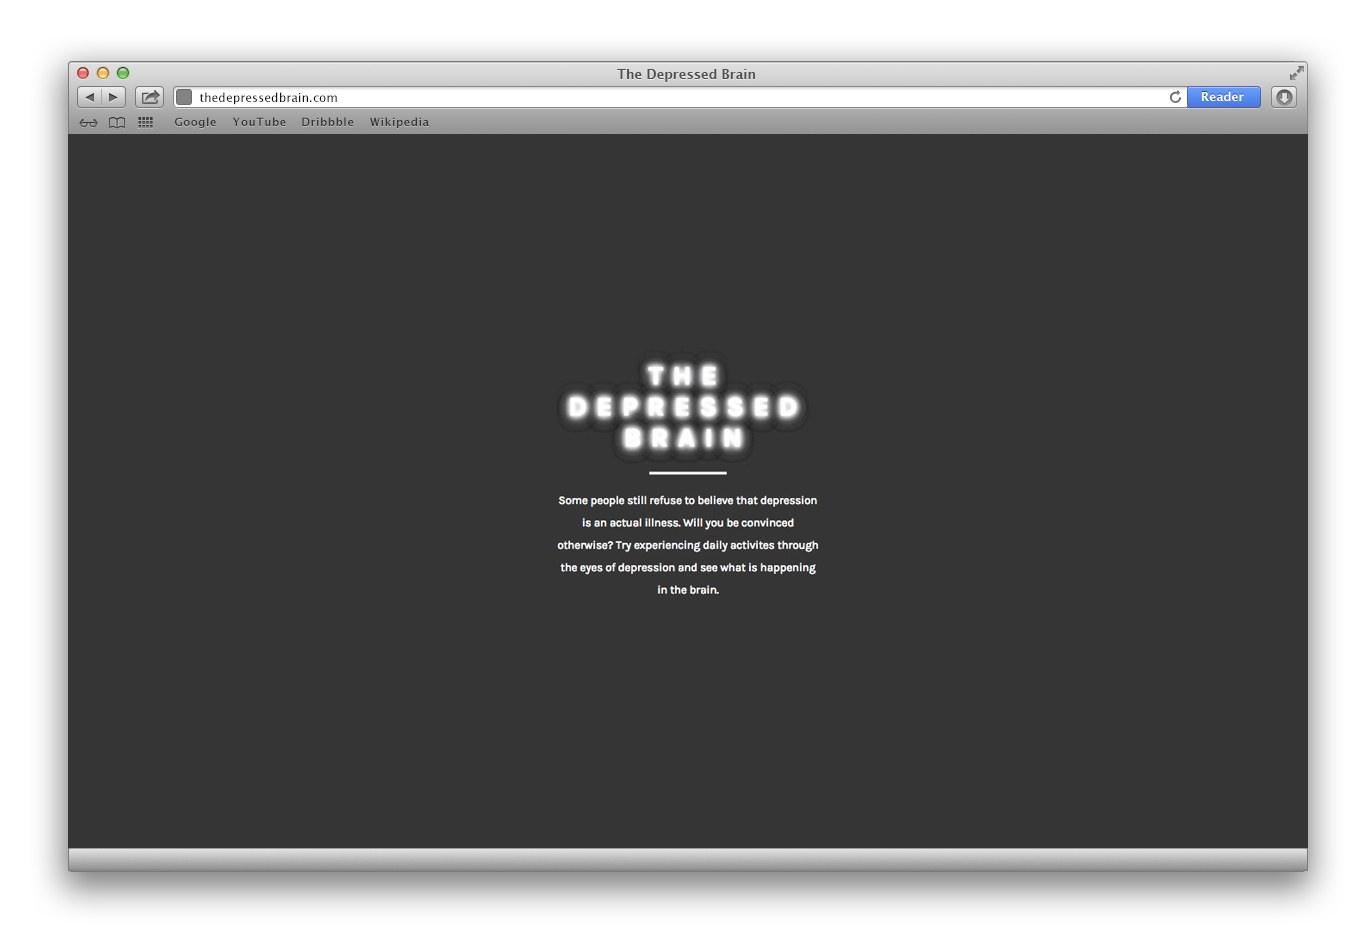 The Depressed Brain
thedepressedbrain.com
Reader
Google YouTube Dribbble Wikipedia
THE
DEPRESSED
BRAIN
Some people still refuse to believe that depression
is an actual illness. Will you be convinced
otherwise? Try experiencing daily activites through
the eyes of depression and see what is happening
in the brain.